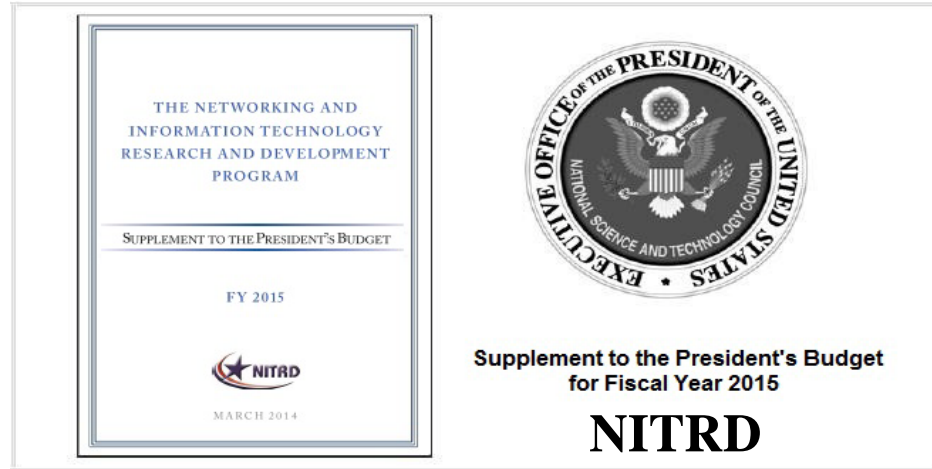 THE NETWORKING AND
INFORMATION TECHNOLOGY
RESEARCH AND DEVELOPMENT
PROGRAM
SUPPLEMENT TO THE PRESIDENT'S BUDGET
FY 2015
NITRD
MARCH 2014
EXECUTIVE OFFICE OF THE PRESIDENT OF THE UNITED STATES
NATIONAL SCIENCE AND TECHNOLOGY COUNCIL
Supplement to the President's Budget
for Fiscal Year 2015
NITRD